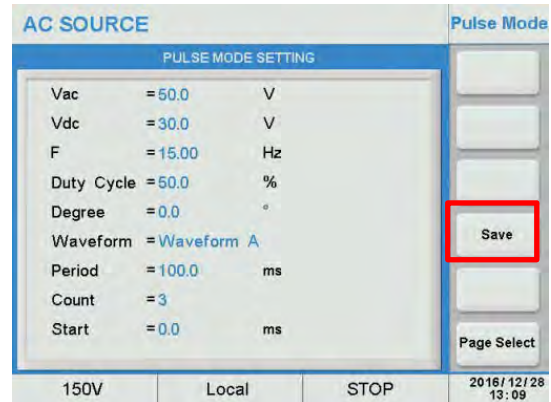 AC SOURCE
Pulse Mode
PULSE MODE SETTING
Vac =50.0 V
Vdc =30.0 V
F =15.00 Hz
Duty Cycle =50.0 %
Degree =0.0 °
Waveform =Waveform A
Period =100.0 ms
Count =3
Start =0.0 ms
Save
Page Select
150V Local STOP
2016/12/28
13:09